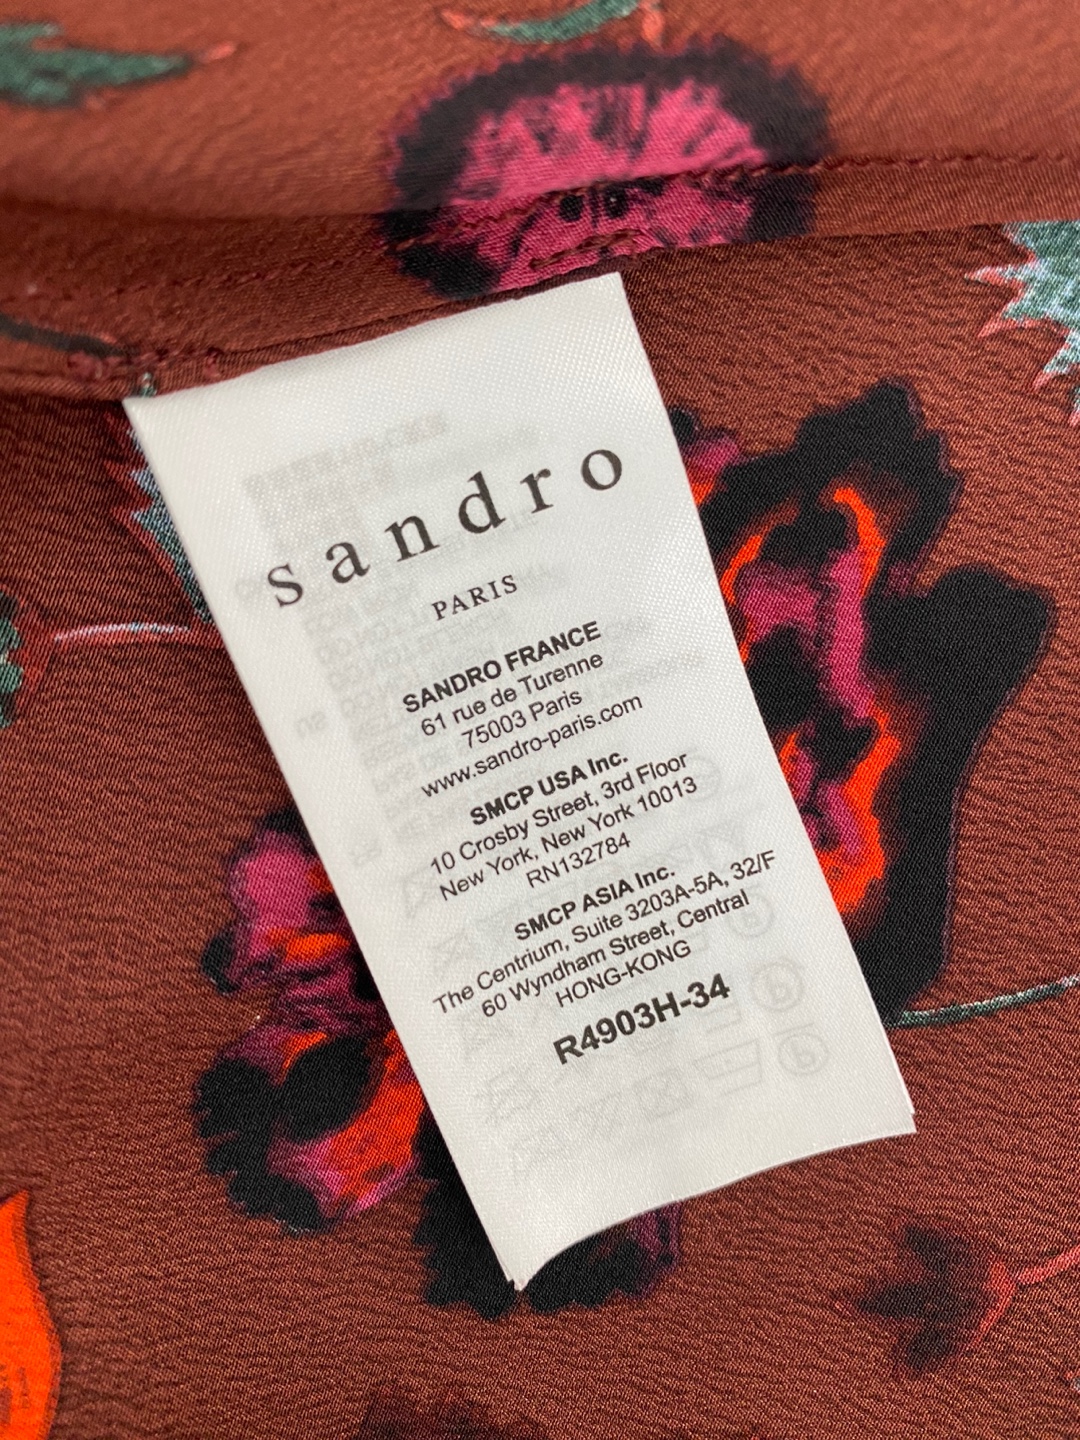 sandro
PARIS
SANDRO FRANCE
61 rue de Turenne
75003 Paris
www.sandro-paris.com
SMCP USA Inc.
10 Crosby Street, 3rd Floor
New York, New York 10013
RN132784
SMCP ASIA Inc.
The Centrium, Suite 3203A-5A, 32/F
60 Wyndham Street, Central
HONG-KONG
R4903H-34